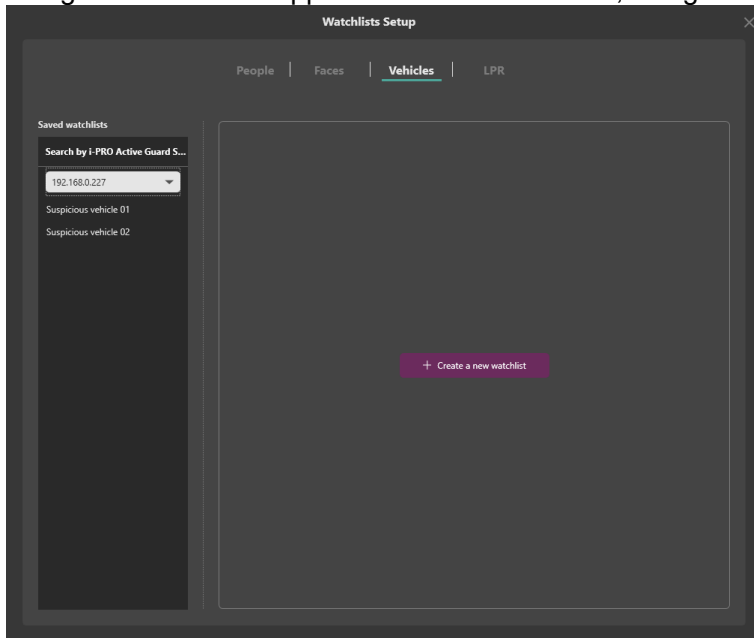 Watchlists Setup
People Faces Vehicles LPR
Saved watchlists
Search by i-PRO Active Guard S...
192.168.0.227
Suspicious vehicle 01
Suspicious vehicle 02
+ Create a new watchlist